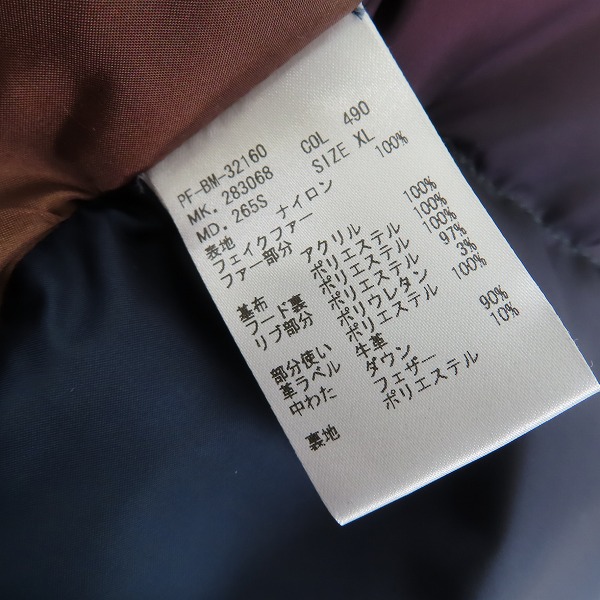 PF-BM-32160 COL 490
MK. 283068 SIZE XL
MD. 265S
表地 ナイロン 100%
フェイクファー
ファー部分 アクリル 100%
基布 ポリエステル 100%
フード裏 ポリエステル 100%
リブ部分 ポリエステル 97%
ポリウレタン 3%
部分使い ポリエステル 100%
革ラベル 牛革
中わた ダウン 90%
フェザー 10%
裏地 ポリエステル